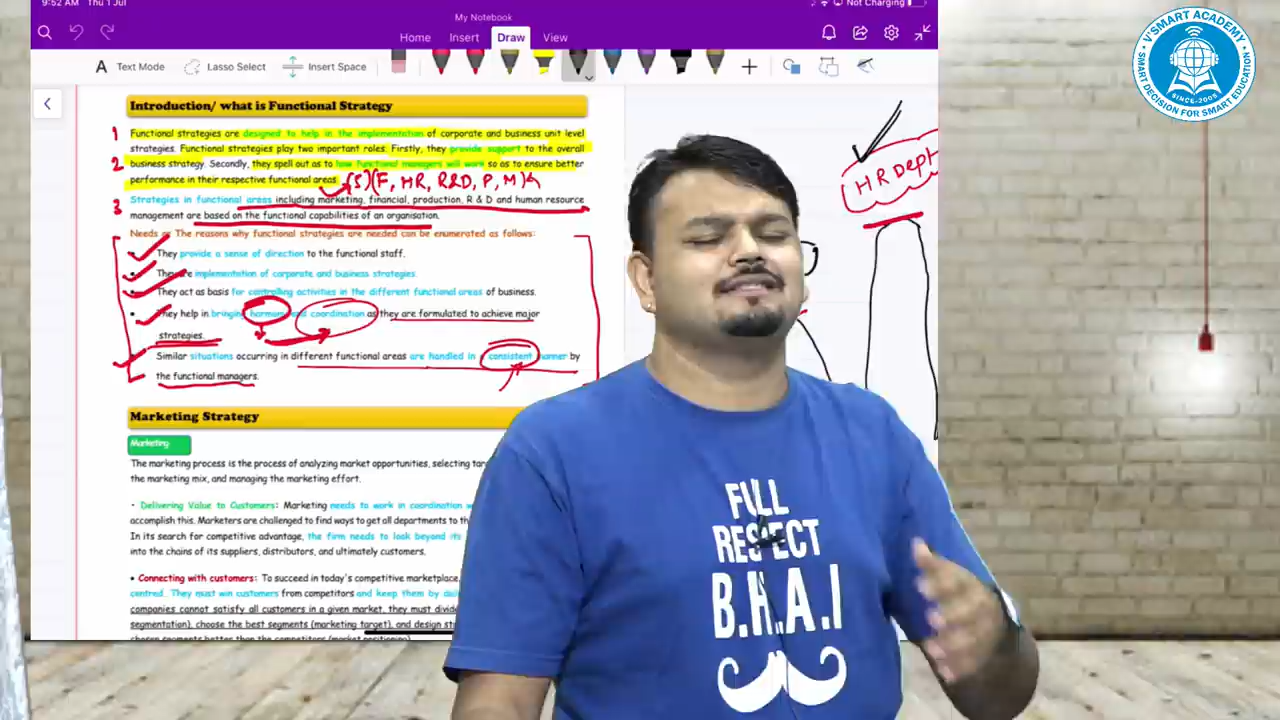 9:52 AM Thu 1 Jul
Not Charging
My Notebook
Home Insert Draw View
Text Mode Lasso Select Insert Space
Introduction/ what is Functional Strategy
1 Functional strategies are designed to help in the implementation of corporate and business unit level
strategies. Functional strategies play two important roles. Firstly, they provide support to the overall
2 business strategy. Secondly, they spell out as to how functional managers will work so as to ensure better
performance in their respective functional areas. (5)(F, HR, R&D, P, M)
3 Strategies in functional areas including marketing, financial, production, R & D and human resource
management are based on the functional capabilities of an organisation.
Needs The reasons why functional strategies are needed can be enumerated as follows:
They provide a sense of direction to the functional staff.
They are implementation of corporate and business strategies.
They act as basis for controlling activities in the different functional areas of business.
They help in bringing harmony and coordination as they are formulated to achieve major
strategies.
Similar situations occurring in different functional areas are handled in consistent manner by
the functional managers.
HR Dept
Marketing Strategy
Marketing
The marketing process is the process of analyzing market opportunities, selecting
the marketing mix, and managing the marketing effort.
- Delivering Value to Customers: Marketing needs to work in coordination
accomplish this. Marketers are challenged to find ways to get all departments to
In its search for competitive advantage, the firm needs to look beyond its
into the chains of its suppliers, distributors, and ultimately customers.
• Connecting with customers: To succeed in today's competitive marketplace,
centred. They must win customers from competitors and keep them by
companies cannot satisfy all customers in a given market, they must divide
segmentation), choose the best segments (marketing target), and design
chosen segments better than the competitors (market positioning)
V'SMART ACADEMY
SINCE-2005
SMART DECISION FOR SMART EDUCATION
FULL
RESPECT
B.H.A.I